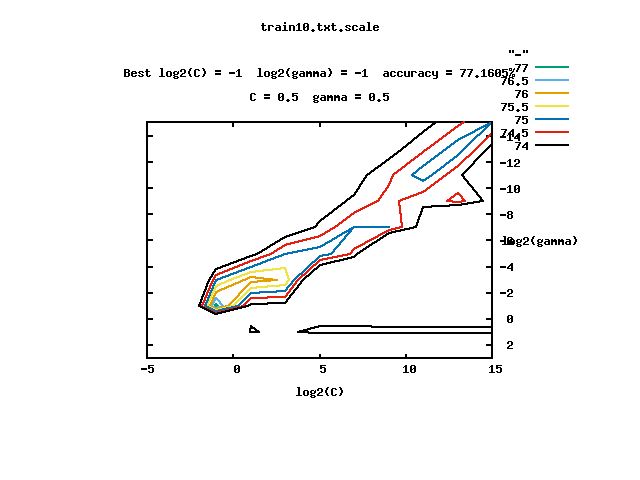 train10.txt.scale
"-"
Best log2(C) = -1 log2(gamma) = -1 accuracy = 77.1605%
77
76.5
C = 0.5 gamma = 0.5
76
75.5
75
74.5
-14
74
-12
-10
-8
-6
log2(gamma)
-4
-2
0
2
-5 0 5 10 15
log2(C)